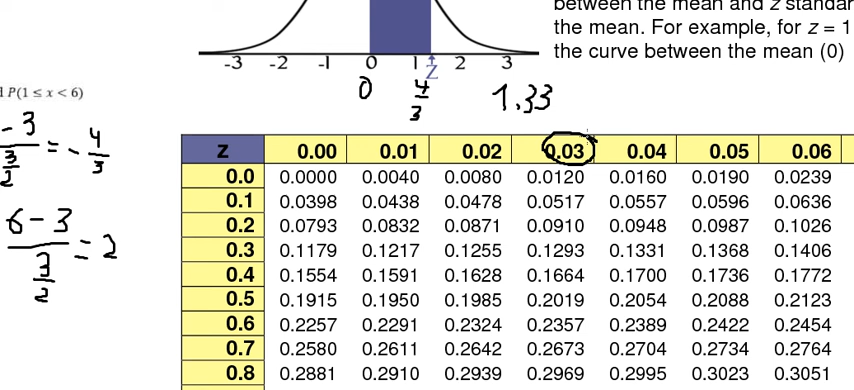 between the mean and z standar
the mean. For example, for z = 1
the curve between the mean (0)
-3 -2 -1 0 1 Z 2 3
0 4/3 1.33
P(1 ≤ x < 6)
- 3
3/2 = - 4/3
6 - 3
3/2 = 2
z 0.00 0.01 0.02 0.03 0.04 0.05 0.06
0.0 0.0000 0.0040 0.0080 0.0120 0.0160 0.0190 0.0239
0.1 0.0398 0.0438 0.0478 0.0517 0.0557 0.0596 0.0636
0.2 0.0793 0.0832 0.0871 0.0910 0.0948 0.0987 0.1026
0.3 0.1179 0.1217 0.1255 0.1293 0.1331 0.1368 0.1406
0.4 0.1554 0.1591 0.1628 0.1664 0.1700 0.1736 0.1772
0.5 0.1915 0.1950 0.1985 0.2019 0.2054 0.2088 0.2123
0.6 0.2257 0.2291 0.2324 0.2357 0.2389 0.2422 0.2454
0.7 0.2580 0.2611 0.2642 0.2673 0.2704 0.2734 0.2764
0.8 0.2881 0.2910 0.2939 0.2969 0.2995 0.3023 0.3051